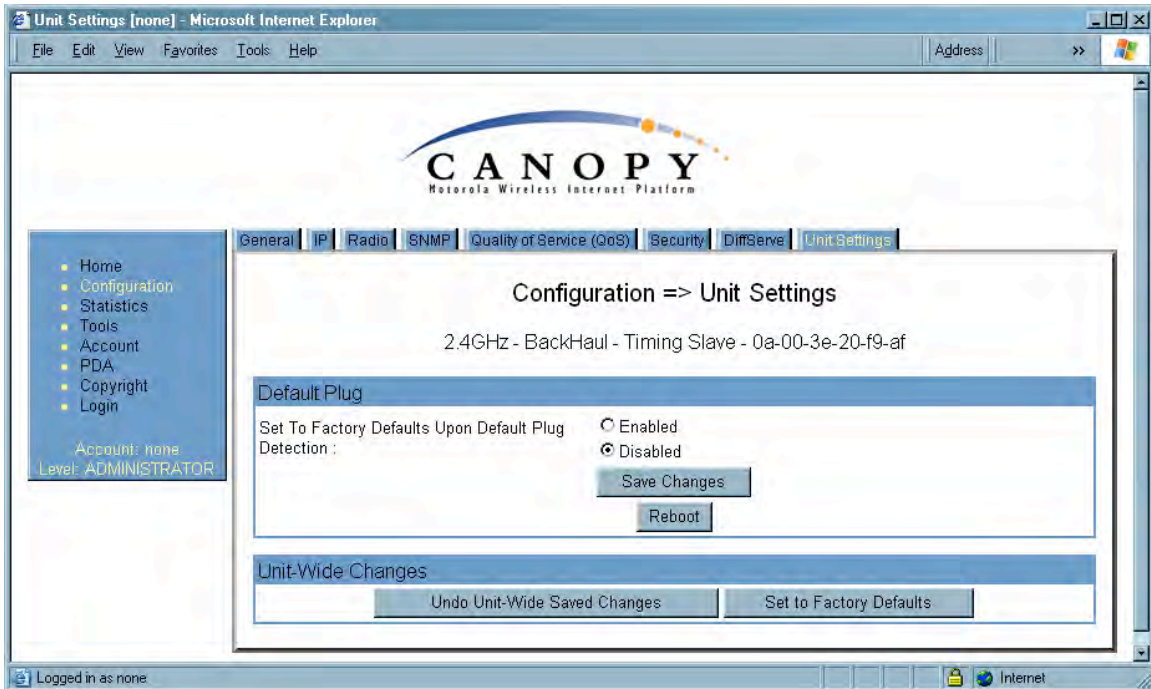 Unit Settings [none] - Microsoft Internet Explorer
File Edit View Favorites Tools Help Address »
CANOPY
Motorola Wireless Internet Platform
General IP Radio SNMP Quality of Service (QoS) Security DiffServe Unit Settings
Home
Configuration
Statistics
Tools
Account
PDA
Copyright
Login
Account: none
Level: ADMINISTRATOR
Configuration => Unit Settings
2.4GHz - BackHaul - Timing Slave - 0a-00-3e-20-f9-af
Default Plug
Set To Factory Defaults Upon Default Plug
Detection :
Enabled
Disabled
Save Changes
Reboot
Unit-Wide Changes
Undo Unit-Wide Saved Changes Set to Factory Defaults
Logged in as none Internet